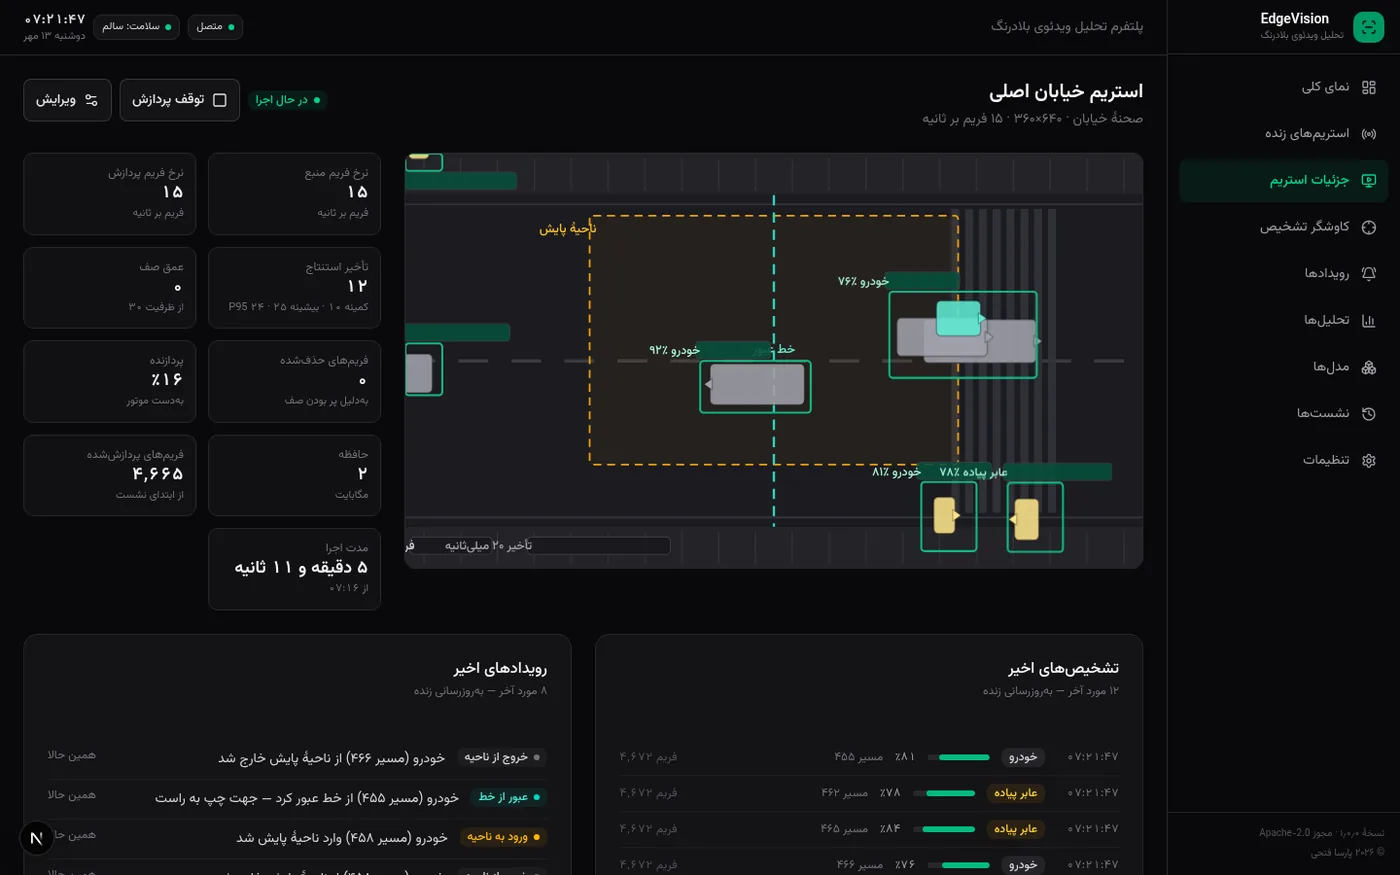 EdgeVision
تحلیل ویدئوی بلادرنگ
نمای کلی
استریم‌های زنده
جزئیات استریم
کاوشگر تشخیص
رویدادها
تحلیل‌ها
مدل‌ها
نشست‌ها
تنظیمات
نسخهٔ ۱٫۰٫۰ · مجوز Apache-2.0
© ۲۰۲۶ پارسا فتحی
پلتفرم تحلیل ویدئوی بلادرنگ
متصل
سلامت: سالم
۰۷:۲۱:۴۷
دوشنبه ۱۳ مهر
استریم خیابان اصلی
صحنهٔ خیابان · ۶۴۰×۳۶۰ · ۱۵ فریم بر ثانیه
در حال اجرا
توقف پردازش
ویرایش
ناحیهٔ پایش
خودرو ۷۶٪
خط عبور
خودرو ۹۲٪
عابر پیاده ۷۸٪
خودرو ۸۱٪
تأخیر ۲۰ میلی‌ثانیه
فر
نرخ فریم منبع
۱۵
فریم بر ثانیه
نرخ فریم پردازش
۱۵
فریم بر ثانیه
تأخیر استنتاج
۱۲
کمینه ۱۰ · بیشینه ۲۵ · P95 ۲۴
عمق صف
۰
از ظرفیت ۳۰
فریم‌های حذف‌شده
۰
به‌دلیل پر بودن صف
پردازنده
٪۱۶
به‌دست موتور
حافظه
۲
مگابایت
فریم‌های پردازش‌شده
۴,۶۶۵
از ابتدای نشست
مدت اجرا
۵ دقیقه و ۱۱ ثانیه
از ۰۷:۱۶
تشخیص‌های اخیر
۱۲ مورد آخر — به‌روزرسانی زنده
۰۷:۲۱:۴۷ خودرو ٪۸۱ مسیر ۴۵۵ فریم ۴,۶۷۲
۰۷:۲۱:۴۷ عابر پیاده ٪۷۸ مسیر ۴۶۲ فریم ۴,۶۷۲
۰۷:۲۱:۴۷ عابر پیاده ٪۸۴ مسیر ۴۶۵ فریم ۴,۶۷۲
۰۷:۲۱:۴۷ خودرو ٪۷۶ مسیر ۴۶۶ فریم ۴,۶۷۲
رویدادهای اخیر
۸ مورد آخر — به‌روزرسانی زنده
خروج از ناحیه خودرو (مسیر ۴۶۶) از ناحیهٔ پایش خارج شد همین حالا
عبور از خط خودرو (مسیر ۴۵۵) از خط عبور کرد — جهت چپ به راست همین حالا
ورود به ناحیه خودرو (مسیر ۴۵۸) وارد ناحیهٔ پایش شد همین حالا
N